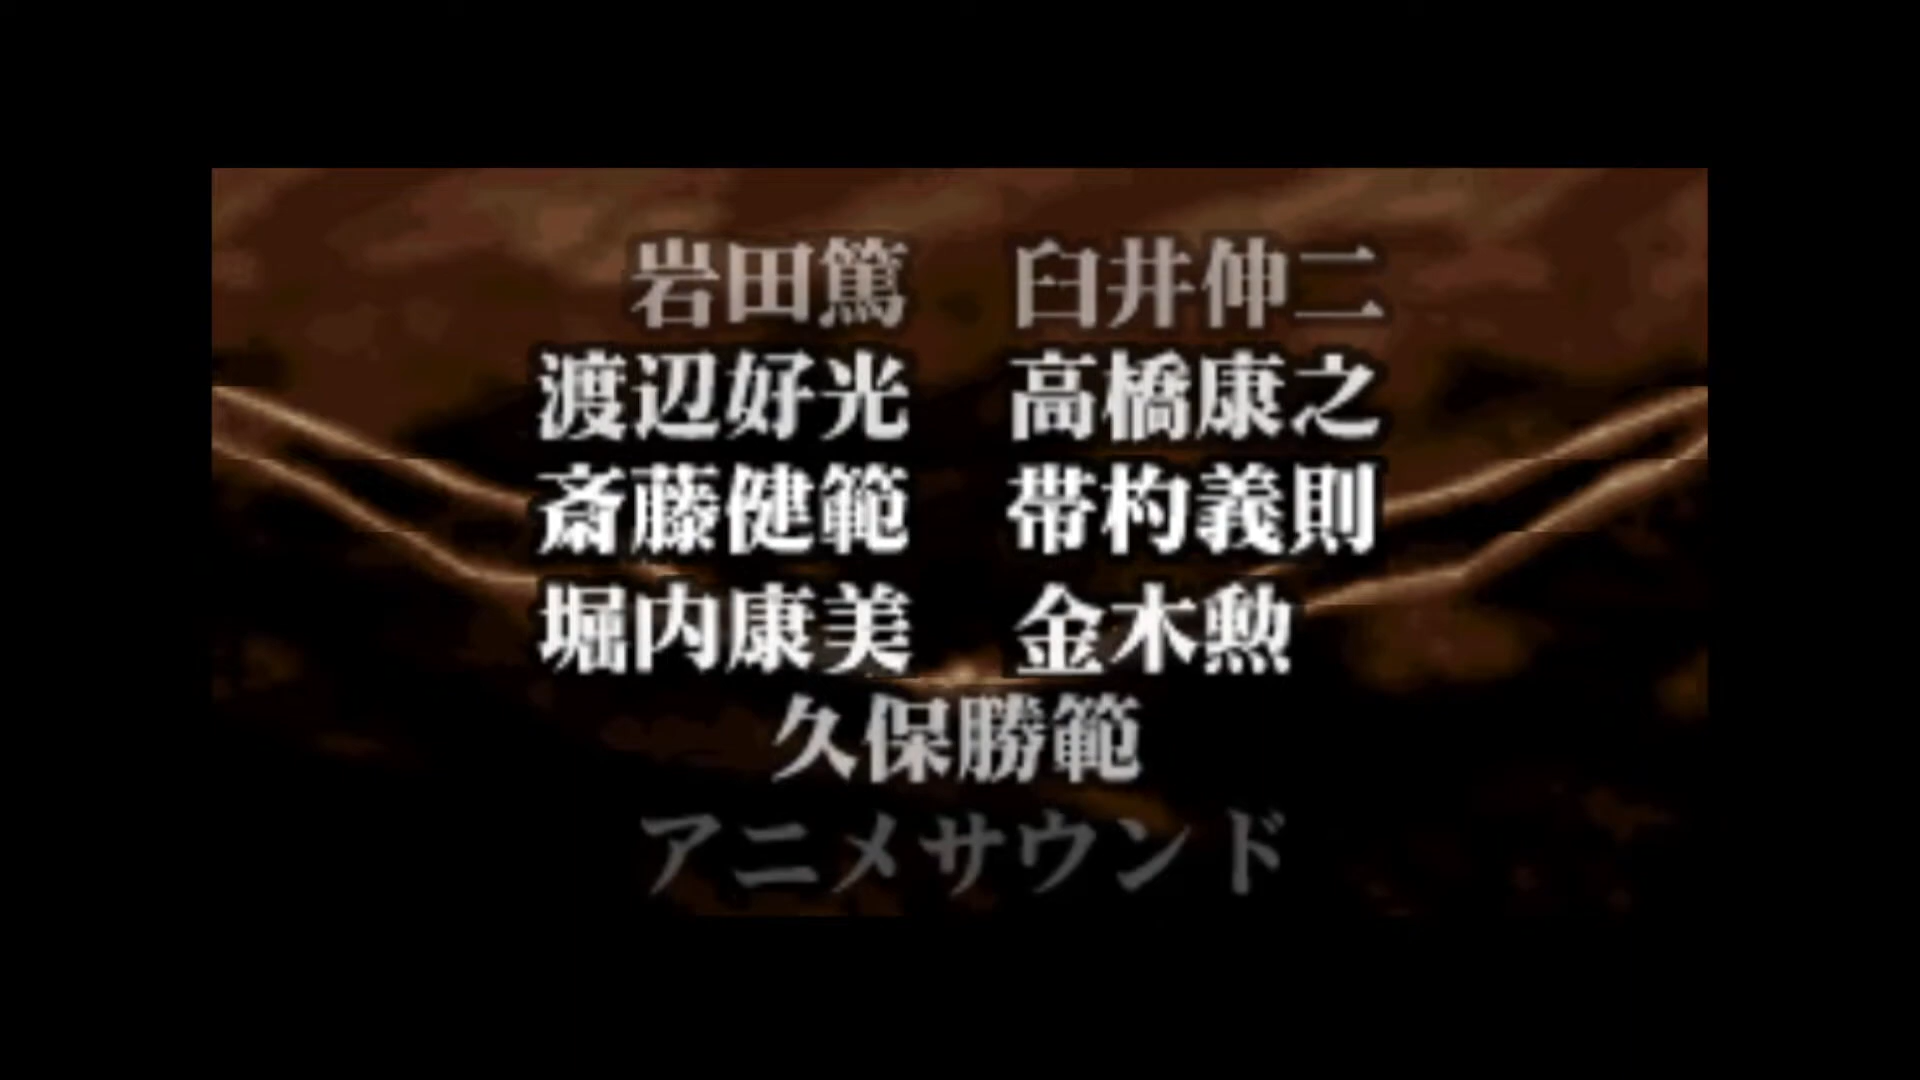 岩田篤　臼井伸二
渡辺好光　高橋康之
斎藤健範　帯杓義則
堀内康美　金木勲
久保勝範
アニメサウンド